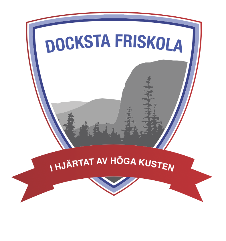 DOCKSTA FRISKOLA
I HJÄRTAT AV HÖGA KUSTEN